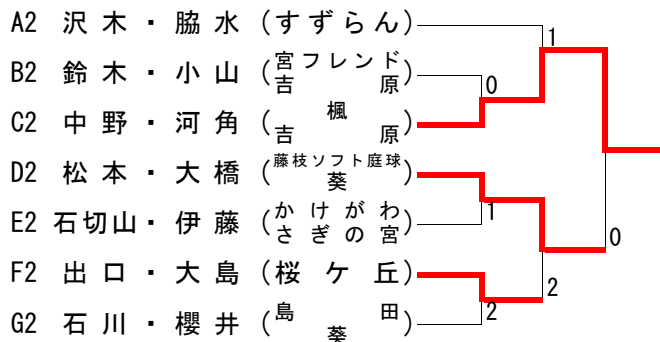 A2 沢木・脇水(すずらん)
1
B2 鈴木・小山(宮フレンド
吉原)
0
C2 中野・河角(楓
吉原)
D2 松本・大橋(藤枝ソフト庭球
葵)
1
E2 石切山・伊藤(かけがわ
さぎの宮)
0
F2 出口・大島(桜ケ丘)
2
G2 石川・櫻井(島田
葵)
2